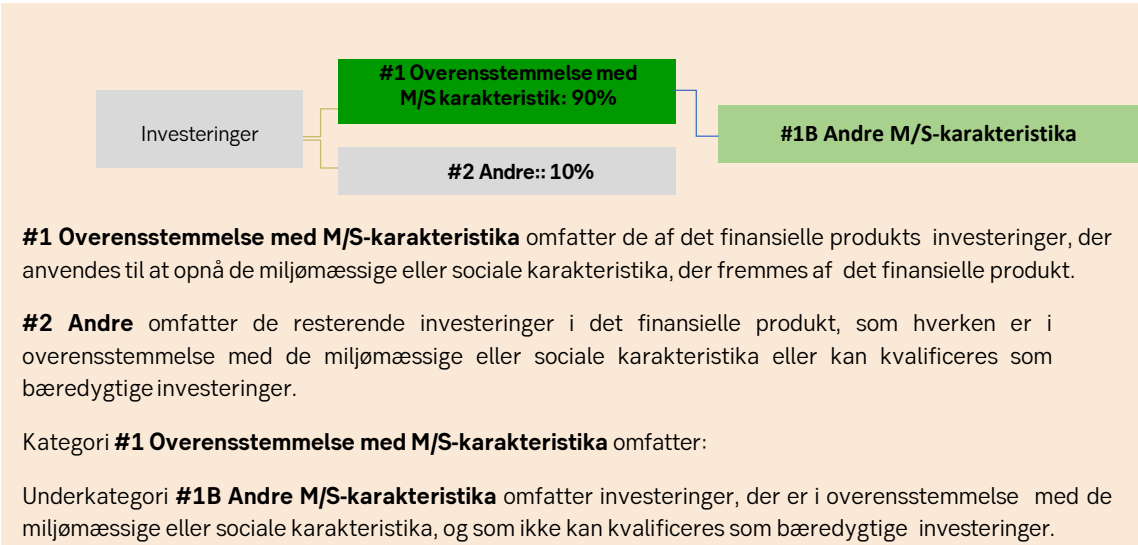 #1 Overensstemmelse med
M/S karakteristik: 90%
Investeringer
#1B Andre M/S-karakteristika
#2 Andre:: 10%
#1 Overensstemmelse med M/S-karakteristika omfatter de af det finansielle produkts investeringer, der
anvendes til at opnå de miljømæssige eller sociale karakteristika, der fremmes af det finansielle produkt.
#2 Andre omfatter de resterende investeringer i det finansielle produkt, som hverken er i
overensstemmelse med de miljømæssige eller sociale karakteristika eller kan kvalificeres som
bæredygtige investeringer.
Kategori #1 Overensstemmelse med M/S-karakteristika omfatter:
Underkategori #1B Andre M/S-karakteristika omfatter investeringer, der er i overensstemmelse med de
miljømæssige eller sociale karakteristika, og som ikke kan kvalificeres som bæredygtige investeringer.